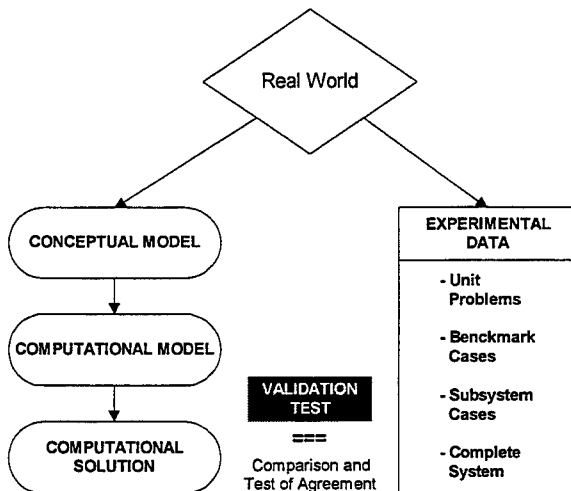 Real World
CONCEPTUAL MODEL
COMPUTATIONAL MODEL
COMPUTATIONAL
SOLUTION
VALIDATION
TEST
===
Comparison and
Test of Agreement
EXPERIMENTAL
DATA
- Unit
Problems
- Benckmark
Cases
- Subsystem
Cases
- Complete
System